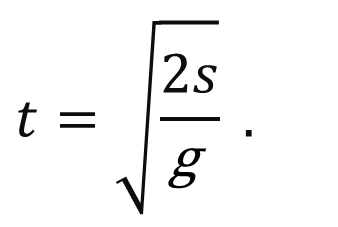 t = √(2s/g) .